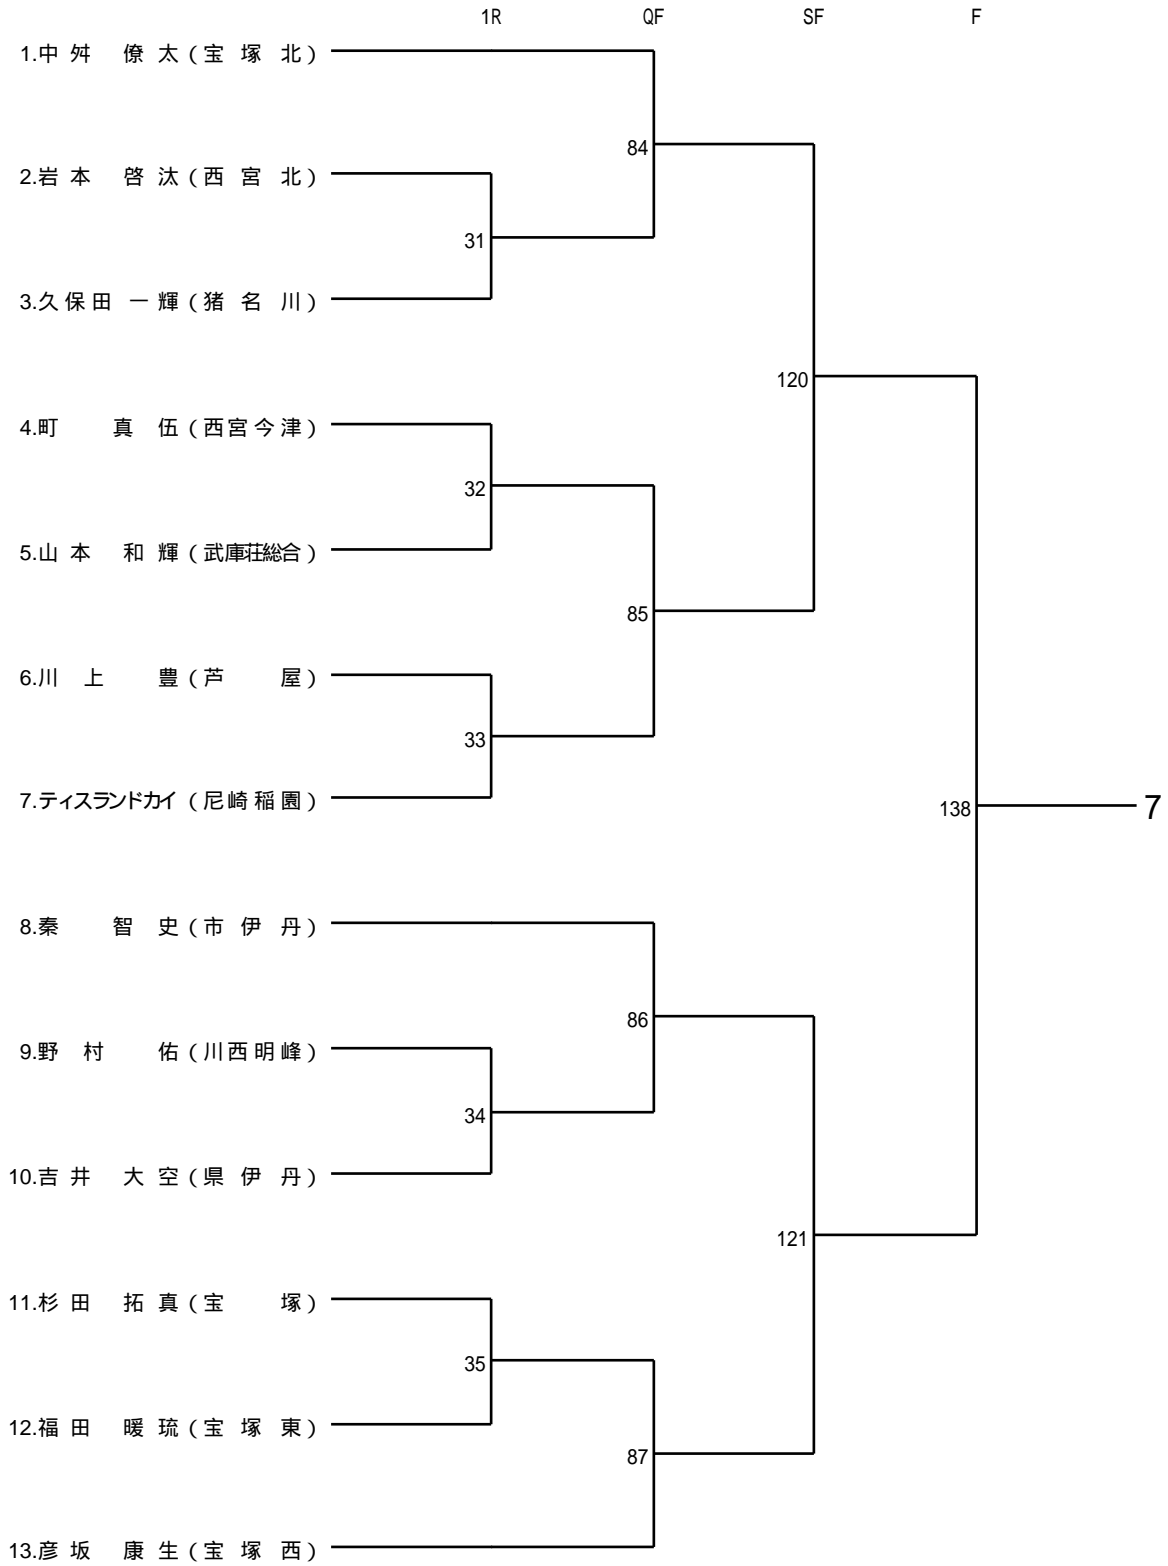 1R QF SF F
1.中舛 僚太(宝塚北)
84
2.岩本 啓汰(西宮北)
31
3.久保田 一輝(猪名川)
120
4.町 真伍(西宮今津)
32
5.山本 和輝(武庫荘総合)
85
6.川上 豊(芦屋)
33
7.ティスランドカイ(尼崎稲園)
138 7
8.秦 智史(市伊丹)
86
9.野村 佑(川西明峰)
34
10.吉井 大空(県伊丹)
121
11.杉田 拓真(宝塚)
35
12.福田 暖琉(宝塚東)
87
13.彦坂 康生(宝塚西)